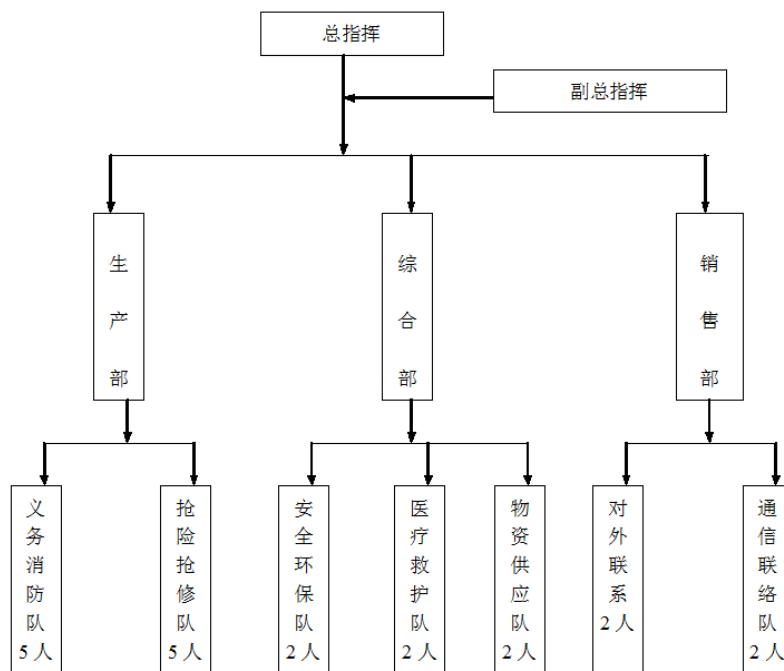 总指挥
副总指挥
生产部
综合部
销售部
义务消防队5人
抢险抢修队5人
安全环保队2人
医疗救护队2人
物资供应队2人
对外联系2人
通信联络队2人